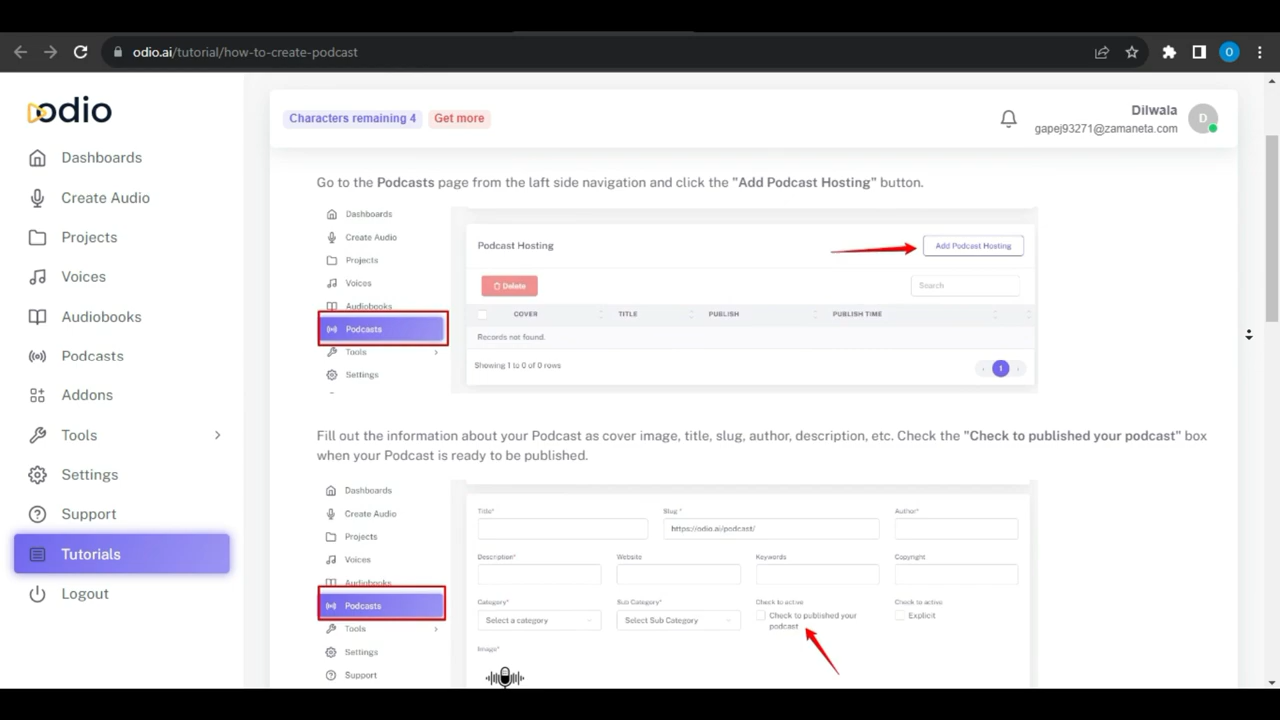 odio.ai/tutorial/how-to-create-podcast
O
odio
Dashboards
Create Audio
Projects
Voices
Audiobooks
Podcasts
Addons
Tools
Settings
Support
Tutorials
Logout
Characters remaining 4
Get more
Dilwala
gapej93271@zamaneta.com
D
Go to the Podcasts page from the left side navigation and click the "Add Podcast Hosting" button.
Dashboards
Create Audio
Projects
Voices
Audiobooks
Podcasts
Tools
Settings
Podcast Hosting
Add Podcast Hosting
Delete
Search
COVER
TITLE
PUBLISH
PUBLISH TIME
Records not found.
Showing 1 to 0 of 0 rows
1
Fill out the information about your Podcast as cover image, title, slug, author, description, etc. Check the "Check to published your podcast" box
when your Podcast is ready to be published.
Dashboards
Create Audio
Projects
Voices
Audiobooks
Podcasts
Tools
Settings
Support
Title*
Slug *
Author*
https://odio.ai/podcast/
Description*
Website
Keywords
Copyright
Category*
Sub Category*
Check to active
Check to active
Select a category
Select Sub Category
Check to published your
podcast
Explicit
Image*